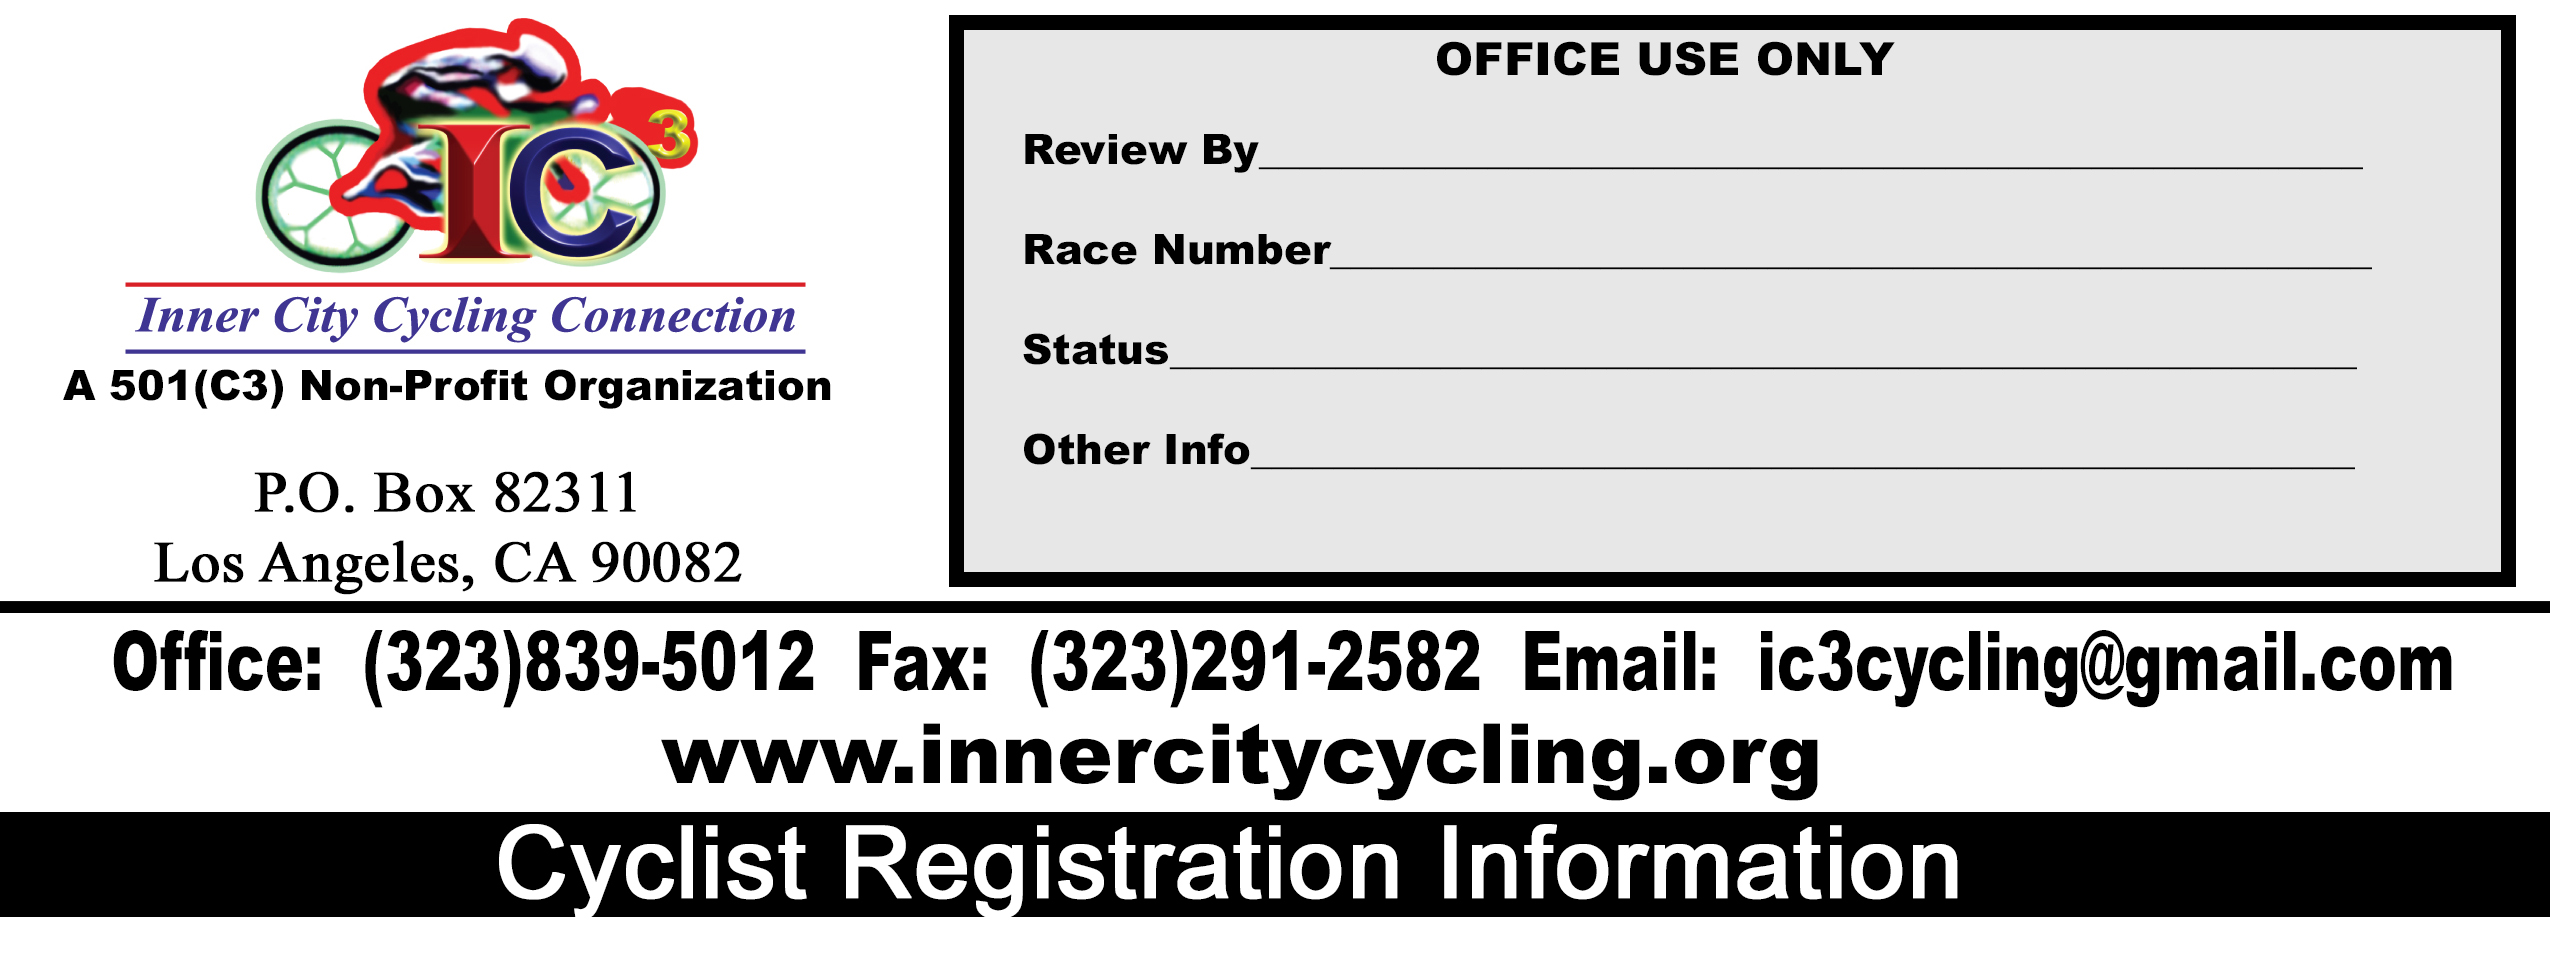 IC3
Inner City Cycling Connection
A 501(C3) Non-Profit Organization
P.O. Box 82311
Los Angeles, CA 90082
OFFICE USE ONLY
Review By
Race Number
Status
Other Info
Office: (323)839-5012 Fax: (323)291-2582 Email: ic3cycling@gmail.com
www.innercitycycling.org
Cyclist Registration Information